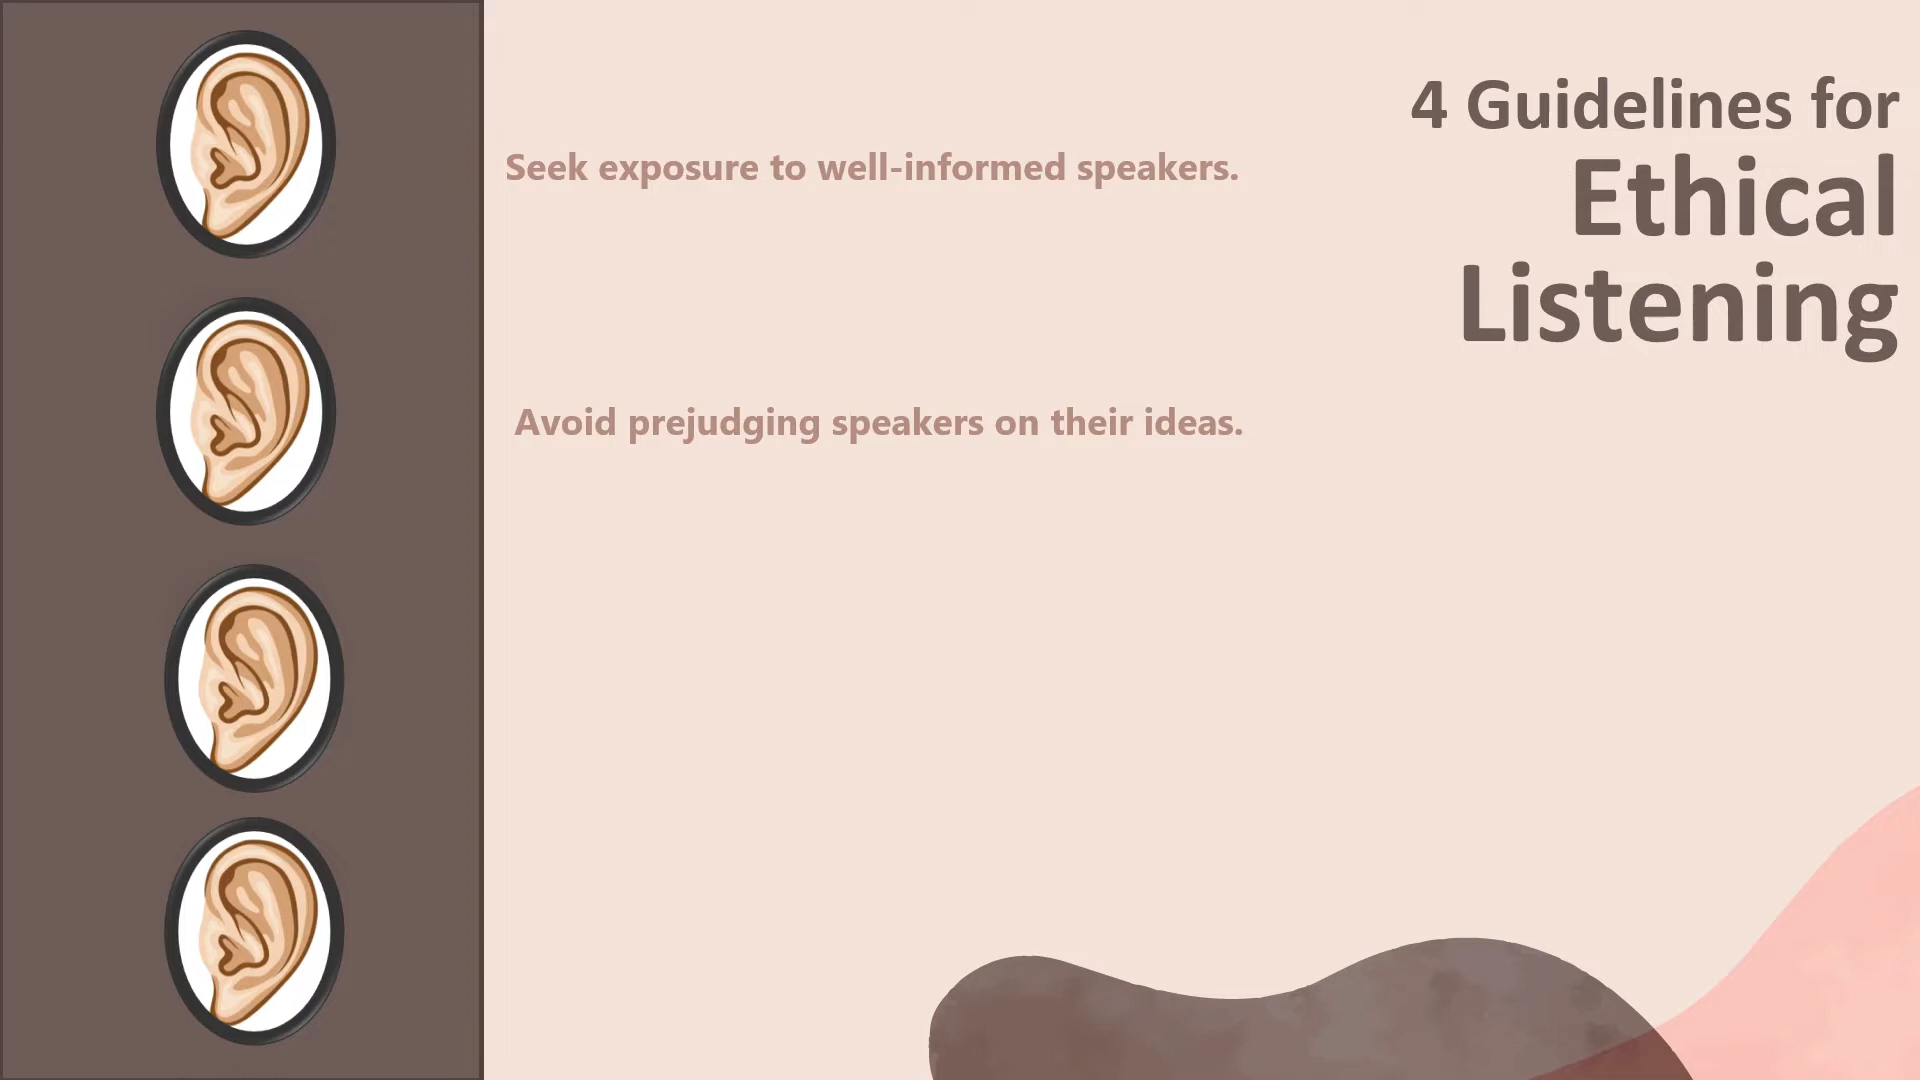 4 Guidelines for
Ethical
Listening
Seek exposure to well-informed speakers.
Avoid prejudging speakers on their ideas.